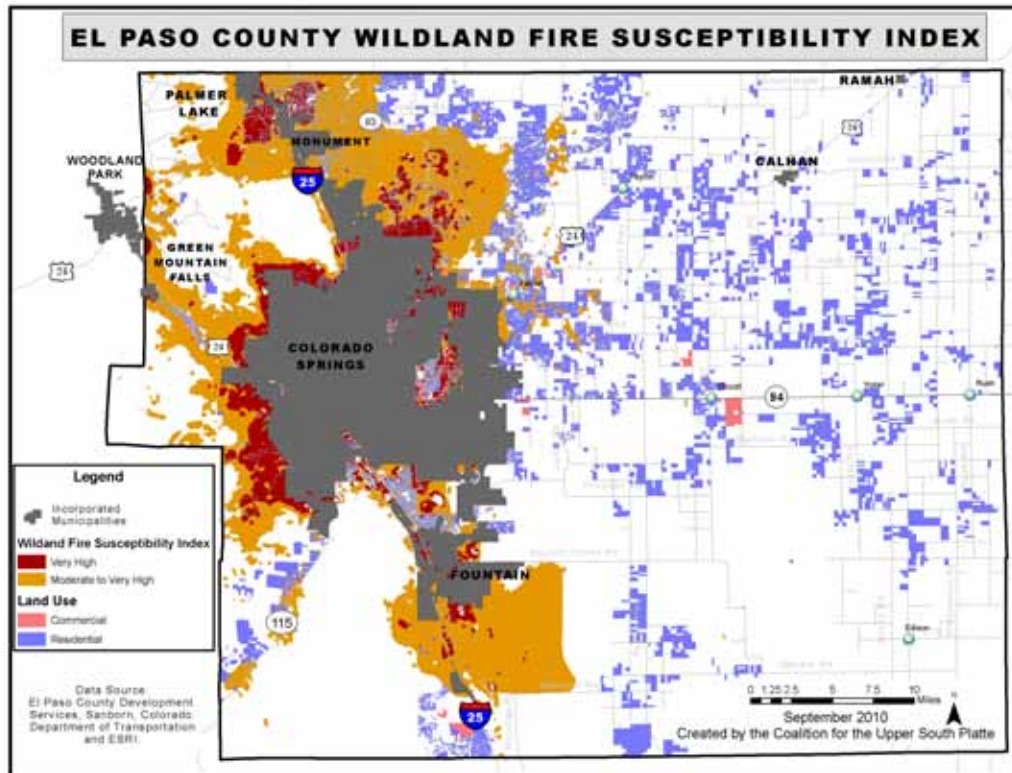 EL PASO COUNTY WILDLAND FIRE SUSCEPTIBILITY INDEX
RAMAH
PALMER
LAKE
83
24
MONUMENT
WOODLAND
PARK
CALHAN
25
24
GREEN
MOUNTAIN
FALLS
24
24
COLORADO
SPRINGS
94
Yoder
Rush
Legend
Incorporated
Municipalities
Wildland Fire Susceptibility Index
Very High
Moderate to Very High
Land Use
Commercial
Residential
FOUNTAIN
115
Edison
25
Data Source:
El Paso County Development
Services, Sanborn, Colorado
Department of Transportation
and ESRI.
0 1.25 2.5 5 7.5 10
Miles
N
September 2010
Created by the Coalition for the Upper South Platte